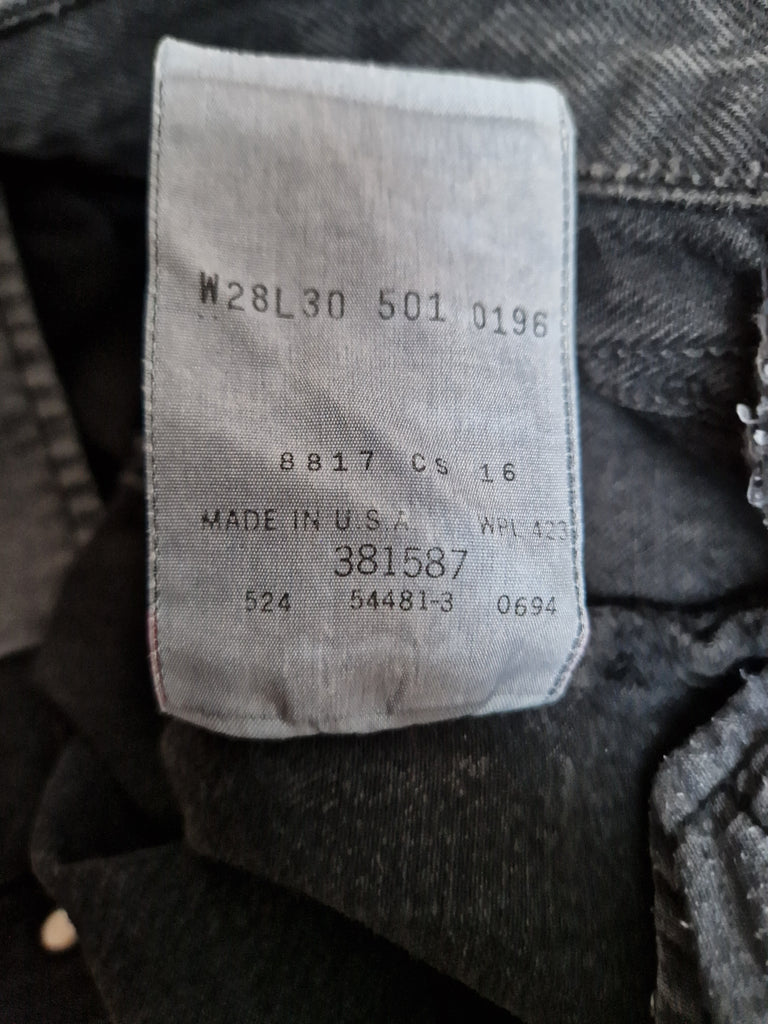 W28L30 501 0196
8817 CS 16
MADE IN U.S.A. WPL 423
381587
524 54481-3 0694